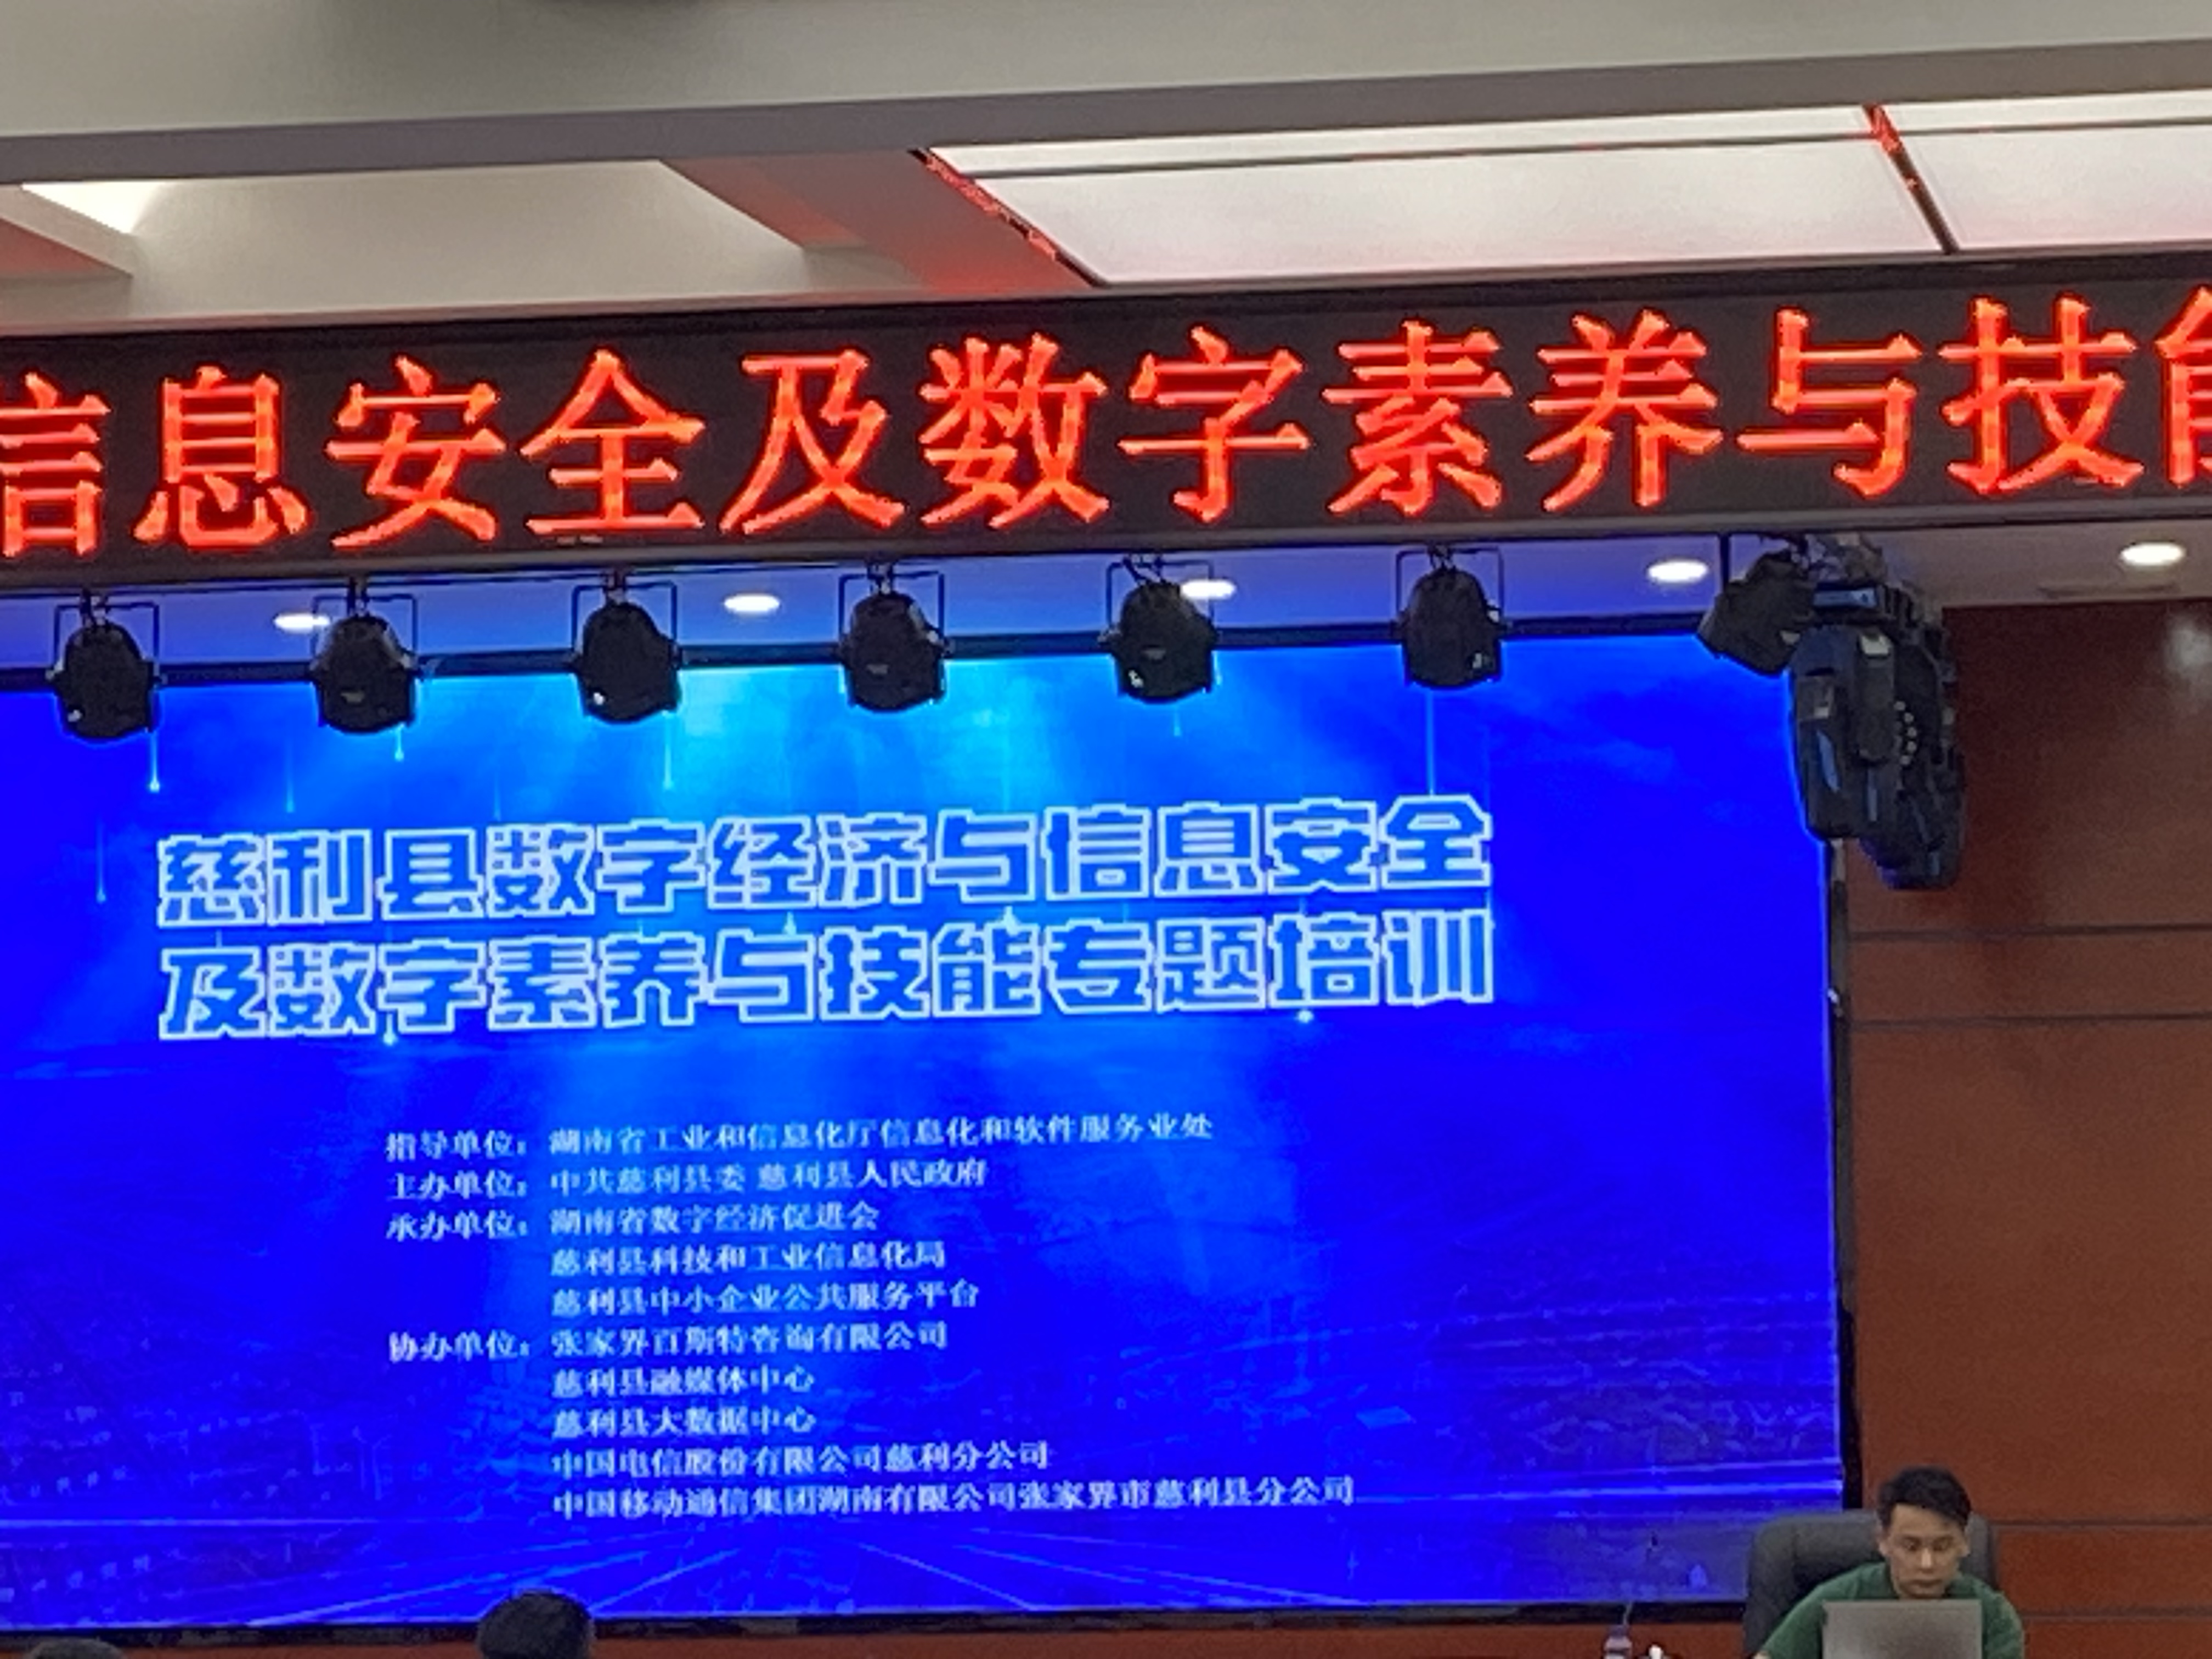 信息安全及数字素养与技能
慈利县数字经济与信息安全
及数字素养与技能专题培训
指导单位：湖南省工业和信息化厅信息化和软件服务业处
主办单位：中共慈利县委 慈利县人民政府
承办单位：湖南省数字经济促进会
慈利县科技和工业信息化局
慈利县中小企业公共服务平台
协办单位：张家界百斯特咨询有限公司
慈利县融媒体中心
慈利县大数据中心
中国电信股份有限公司慈利分公司
中国移动通信集团湖南有限公司张家界市慈利县分公司